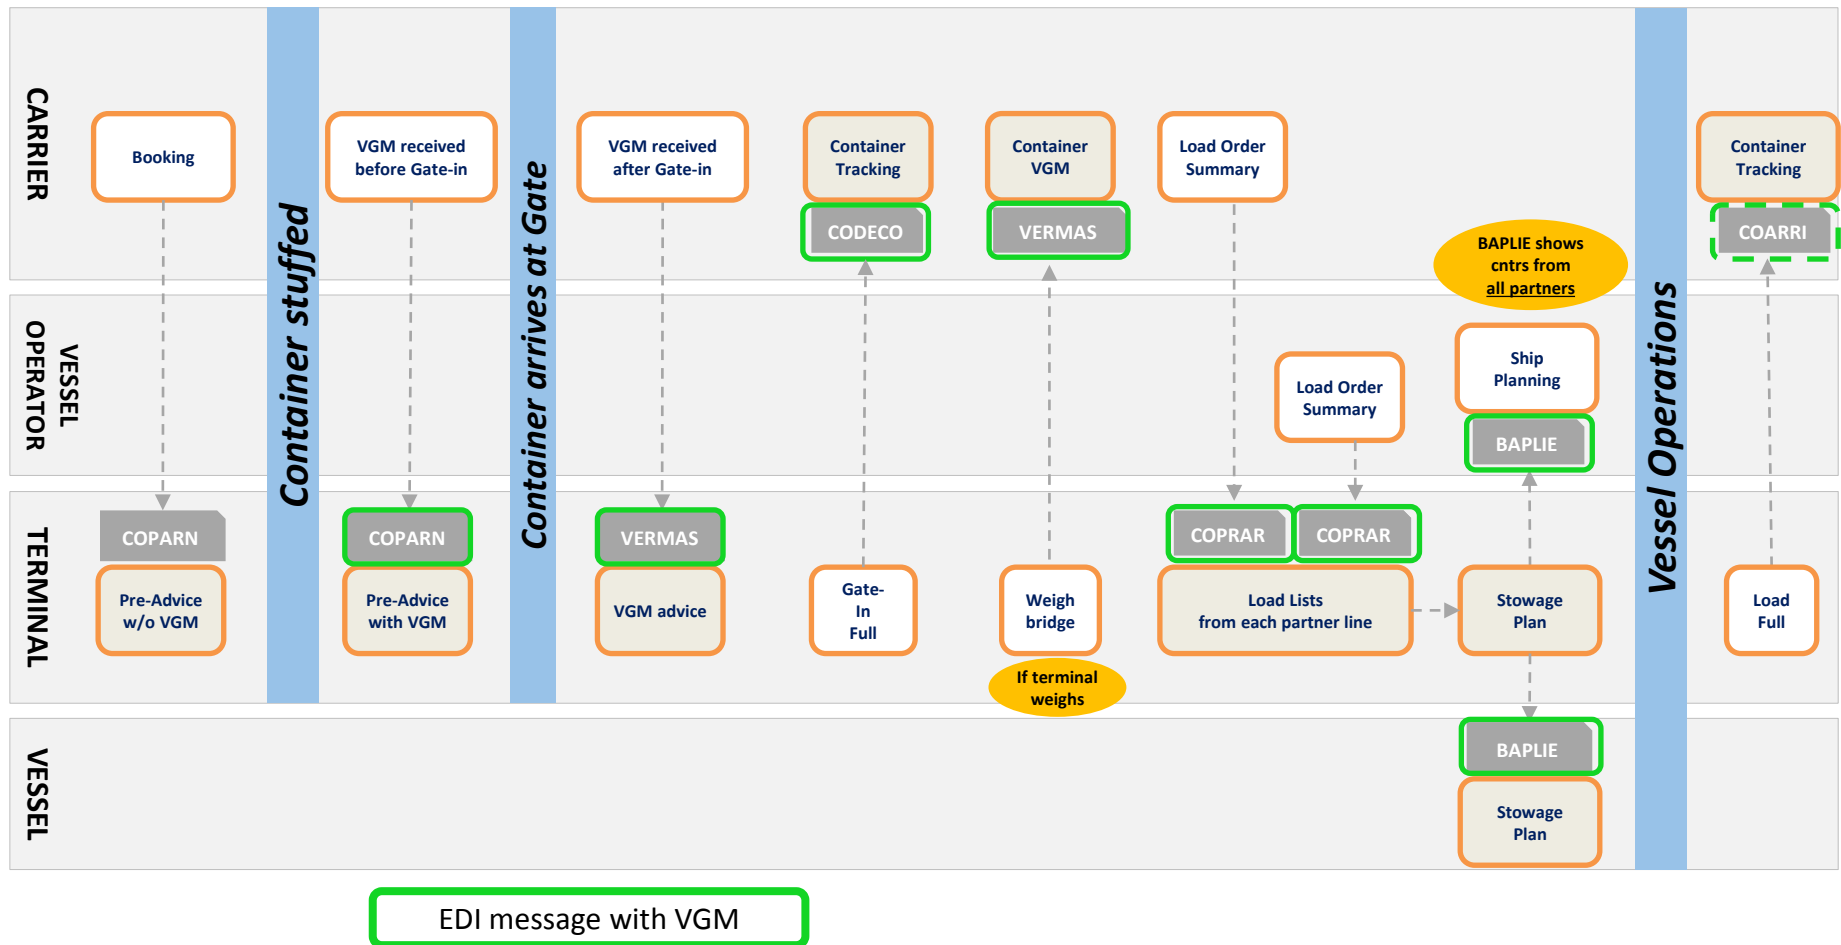 CARRIER
Booking
VGM received
before Gate-in
VGM received
after Gate-in
Container
Tracking
CODECO
Container
VGM
VERMAS
Load Order
Summary
BAPLIE shows
cntrs from
all partners
Container
Tracking
COARRI
Container stuffed
Container arrives at Gate
Vessel Operations
VESSEL
OPERATOR
Load Order
Summary
Ship
Planning
BAPLIE
TERMINAL
COPARN
Pre-Advice
w/o VGM
COPARN
Pre-Advice
with VGM
VERMAS
VGM advice
Gate-
In
Full
Weigh
bridge
If terminal
weighs
COPRAR
COPRAR
Load Lists
from each partner line
Stowage
Plan
Load
Full
VESSEL
BAPLIE
Stowage
Plan
EDI message with VGM